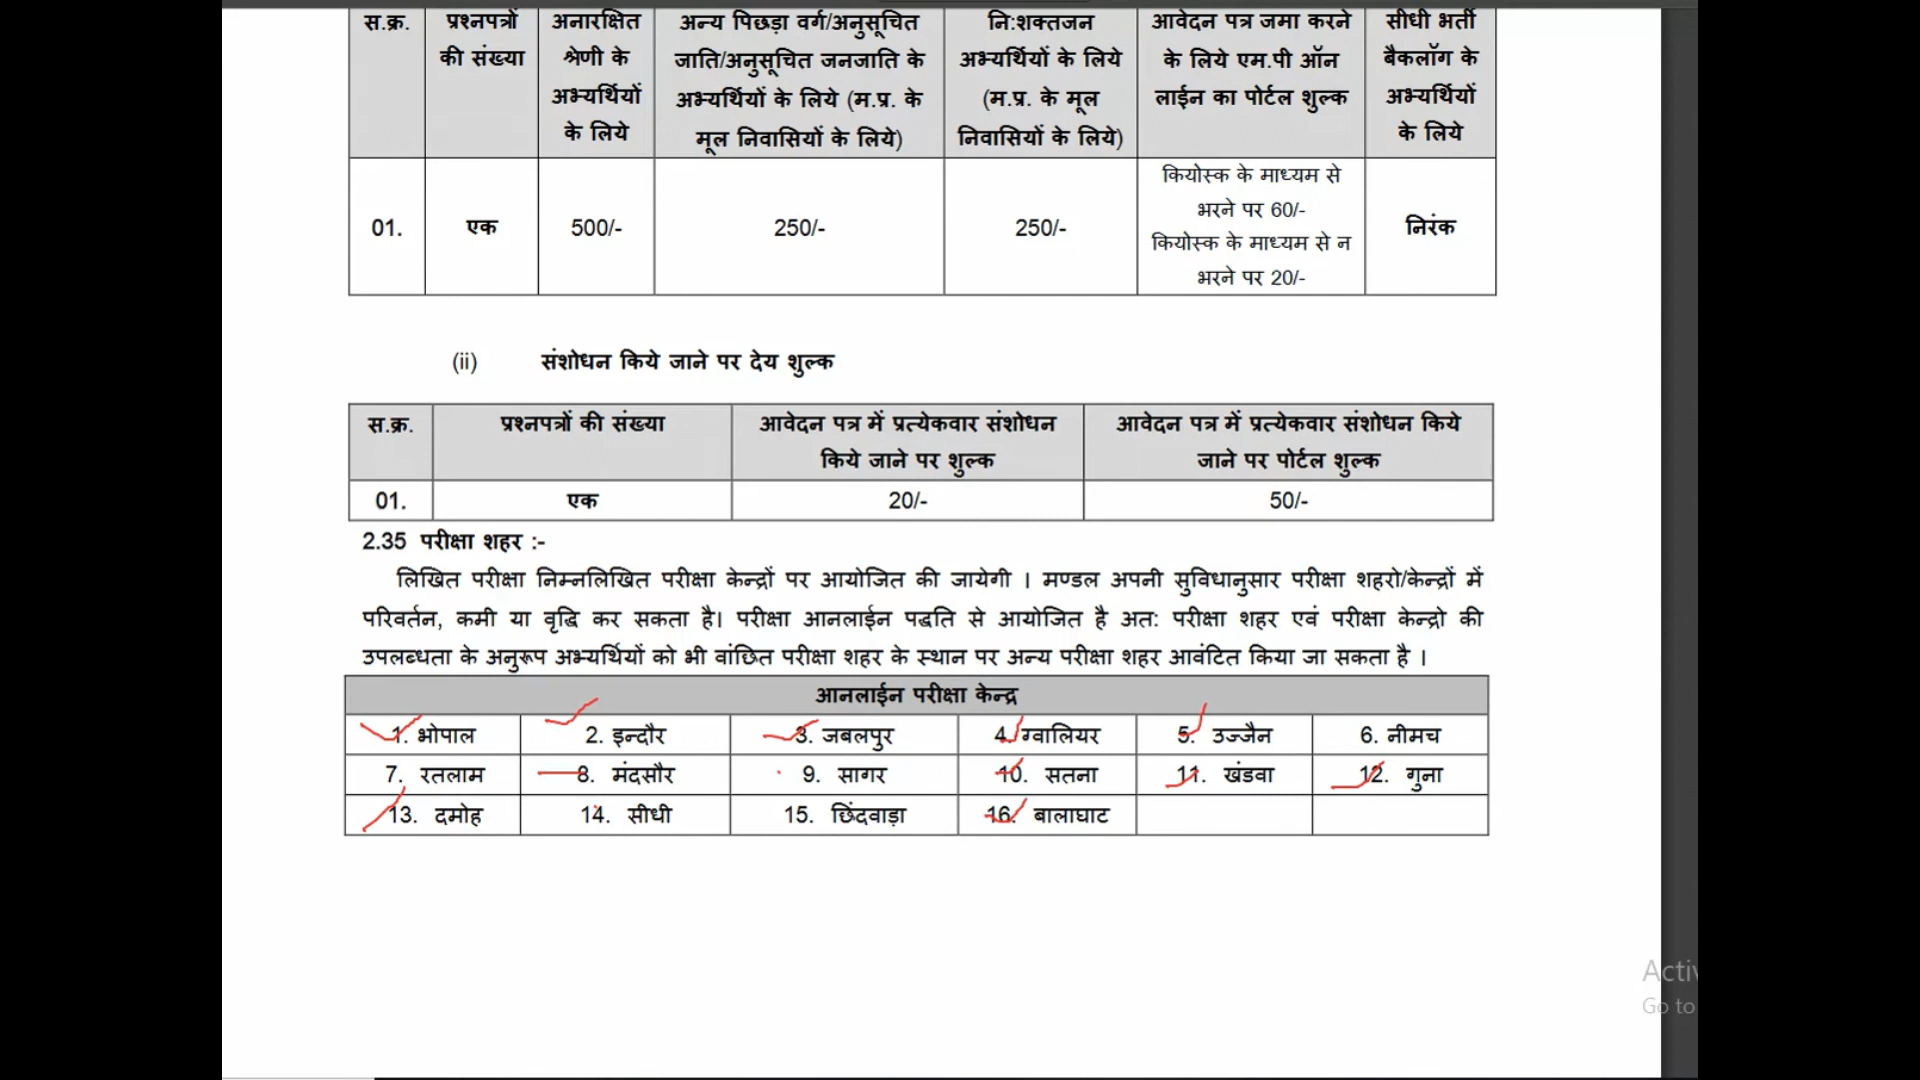 स.क्र. प्रश्नपत्रों की संख्या अनारक्षित श्रेणी के अभ्यर्थियों के लिये अन्य पिछड़ा वर्ग/अनुसूचित जाति/अनुसूचित जनजाति के अभ्यर्थियों के लिये (म.प्र. के मूल निवासियों के लिये) नि:शक्तजन अभ्यर्थियों के लिये (म.प्र. के मूल निवासियों के लिये) आवेदन पत्र जमा करने के लिये एम.पी ऑन लाईन का पोर्टल शुल्क सीधी भर्ती बैकलॉग के अभ्यर्थियों के लिये
01. एक 500/- 250/- 250/- कियोस्क के माध्यम से भरने पर 60/- कियोस्क के माध्यम से न भरने पर 20/- निरंक
(ii) संशोधन किये जाने पर देय शुल्क
स.क्र. प्रश्नपत्रों की संख्या आवेदन पत्र में प्रत्येकवार संशोधन किये जाने पर शुल्क आवेदन पत्र में प्रत्येकवार संशोधन किये जाने पर पोर्टल शुल्क
01. एक 20/- 50/-
2.35 परीक्षा शहर :-
लिखित परीक्षा निम्नलिखित परीक्षा केन्द्रों पर आयोजित की जायेगी । मण्डल अपनी सुविधानुसार परीक्षा शहरो/केन्द्रों में
परिवर्तन, कमी या वृद्धि कर सकता है। परीक्षा आनलाईन पद्धति से आयोजित है अत: परीक्षा शहर एवं परीक्षा केन्द्रो की
उपलब्धता के अनुरूप अभ्यर्थियों को भी वांछित परीक्षा शहर के स्थान पर अन्य परीक्षा शहर आवंटित किया जा सकता है ।
आनलाईन परीक्षा केन्द्र
1. भोपाल 2. इन्दौर 3. जबलपुर 4. ग्वालियर 5. उज्जैन 6. नीमच
7. रतलाम 8. मंदसौर 9. सागर 10. सतना 11. खंडवा 12. गुना
13. दमोह 14. सीधी 15. छिंदवाड़ा 16. बालाघाट
Activ
Go to